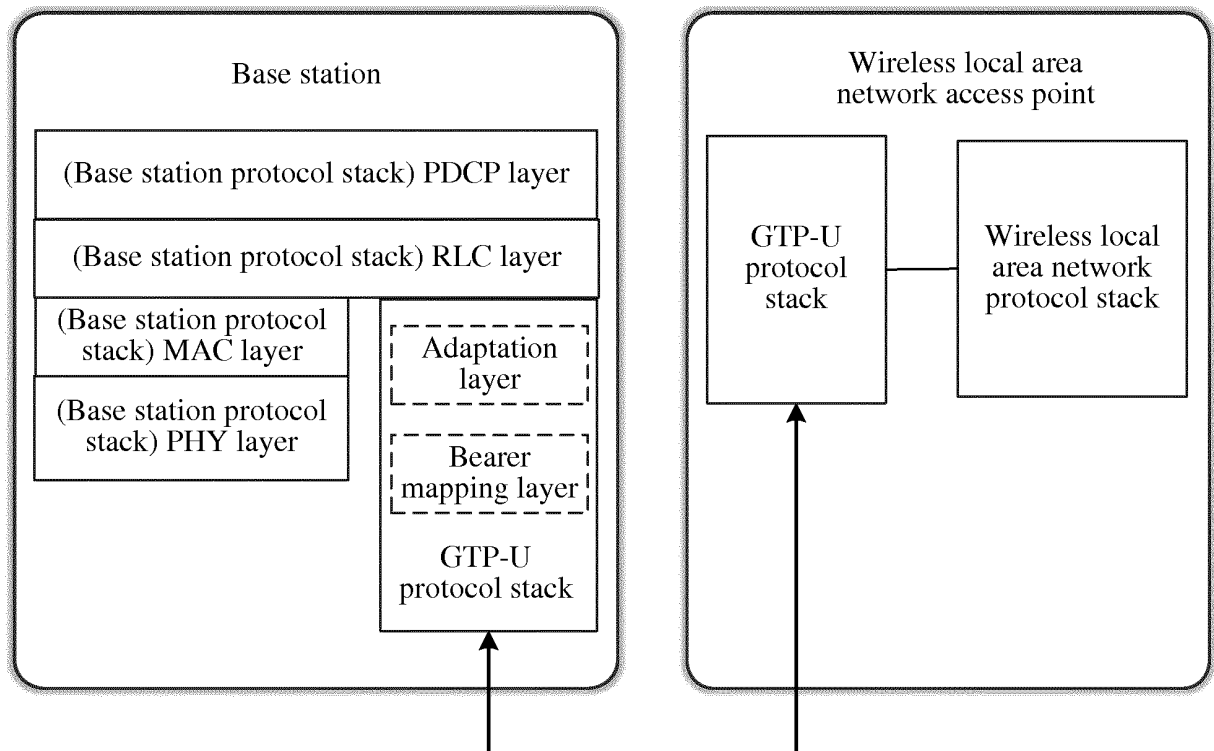 Base station
(Base station protocol stack) PDCP layer
(Base station protocol stack) RLC layer
(Base station protocol
stack) MAC layer
(Base station protocol
stack) PHY layer
Adaptation
layer
Bearer
mapping layer
GTP-U
protocol stack
Wireless local area
network access point
GTP-U
protocol
stack
Wireless local
area network
protocol stack